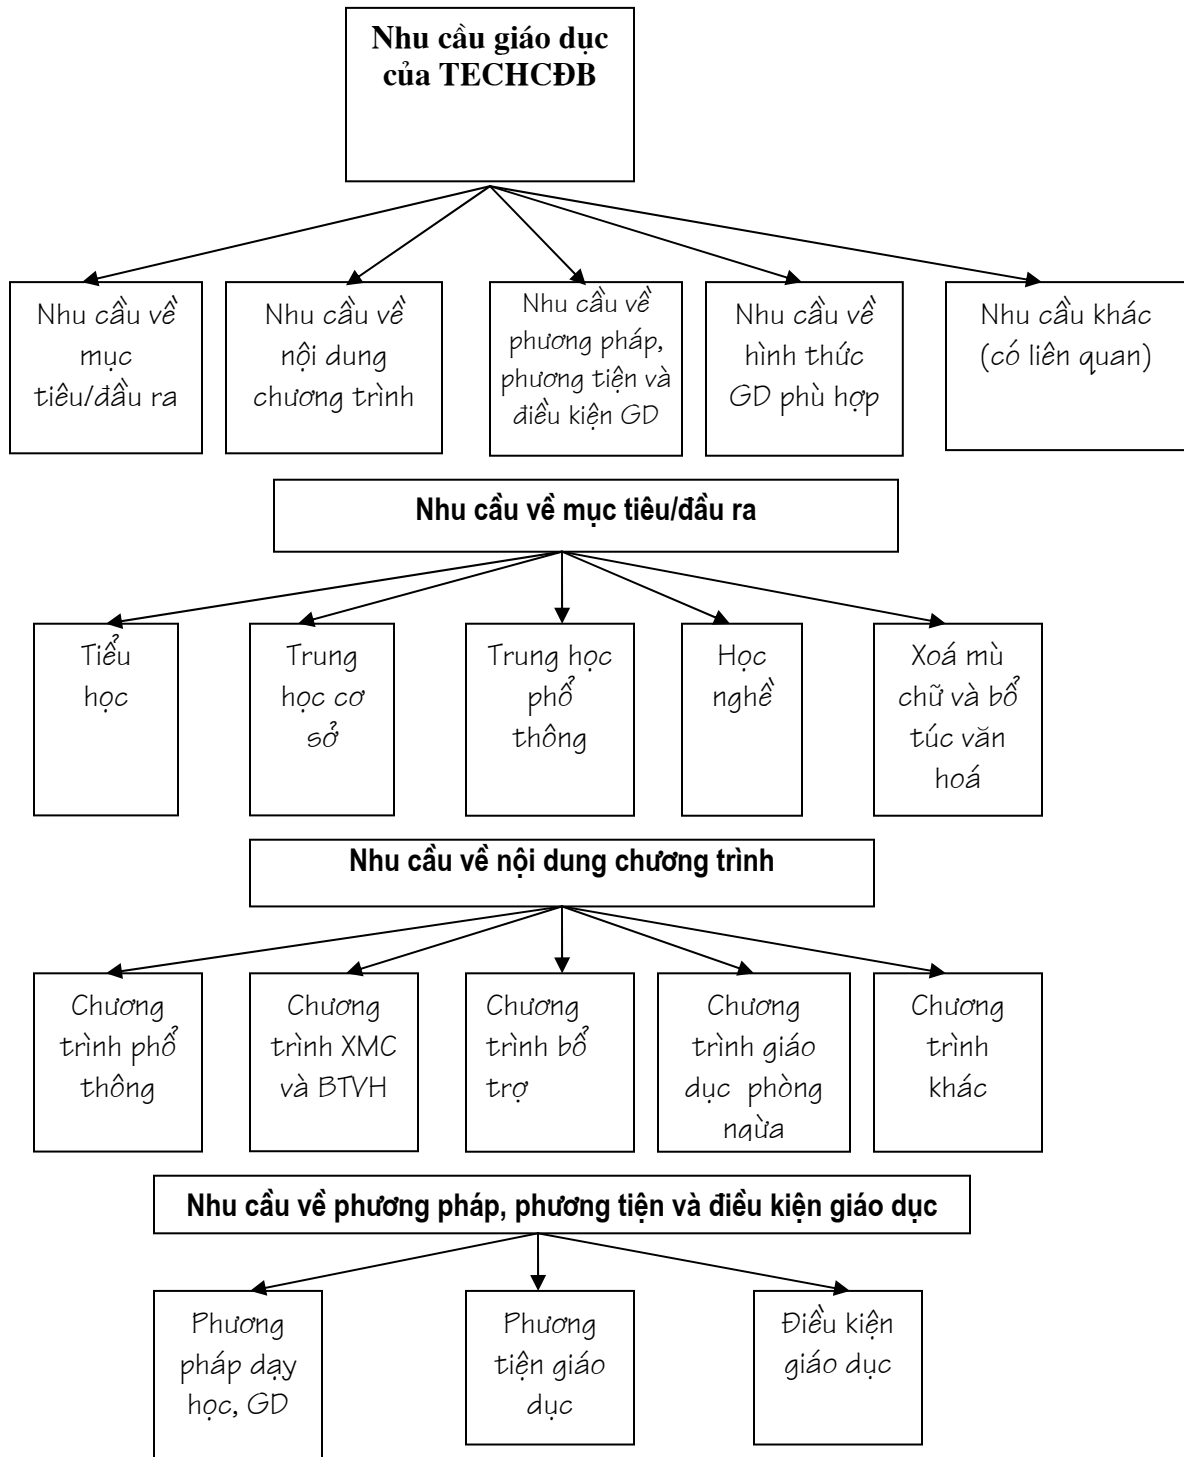 Nhu cầu giáo dục
của TECHCĐB
Nhu cầu về
mục
tiêu/đầu ra
Nhu cầu về
nội dung
chương trình
Nhu cầu về
phương pháp,
phương tiện và
điều kiện GD
Nhu cầu về
hình thức
GD phù hợp
Nhu cầu khác
(có liên quan)
Nhu cầu về mục tiêu/đầu ra
Tiểu
học
Trung
học cơ
sở
Trung học
phổ
thông
Học
nghề
Xoá mù
chữ và bổ
túc văn
hoá
Nhu cầu về nội dung chương trình
Chương
trình phổ
thông
Chương
trình XMC
và BTVH
Chương
trình bổ
trợ
Chương
trình giáo
dục phòng
ngừa
Chương
trình
khác
Nhu cầu về phương pháp, phương tiện và điều kiện giáo dục
Phương
pháp dạy
học, GD
Phương
tiện giáo
dục
Điều kiện
giáo dục